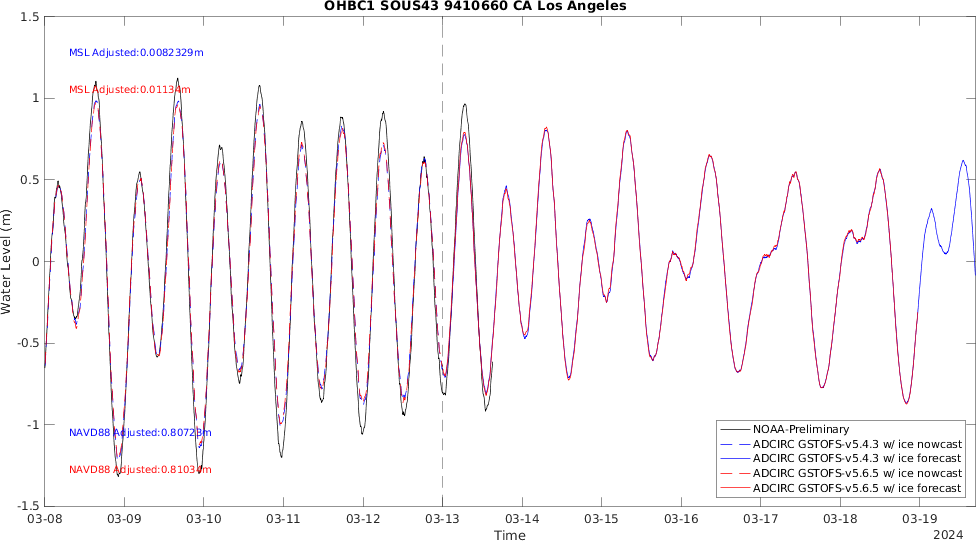 OHBC1 SOUS43 9410660 CA Los Angeles
1.5
MSL Adjusted:0.0082329m
MSL Adjusted:0.01134m
1
0.5
0
-0.5
-1
-1.5
Water Level (m)
NAVD88 Adjusted:0.80723m
NAVD88 Adjusted:0.81034m
NOAA-Preliminary
ADCIRC GSTOFS-v5.4.3 w/ ice nowcast
ADCIRC GSTOFS-v5.4.3 w/ ice forecast
ADCIRC GSTOFS-v5.6.5 w/ ice nowcast
ADCIRC GSTOFS-v5.6.5 w/ ice forecast
03-08 03-09 03-10 03-11 03-12 03-13 03-14 03-15 03-16 03-17 03-18 03-19
Time
2024